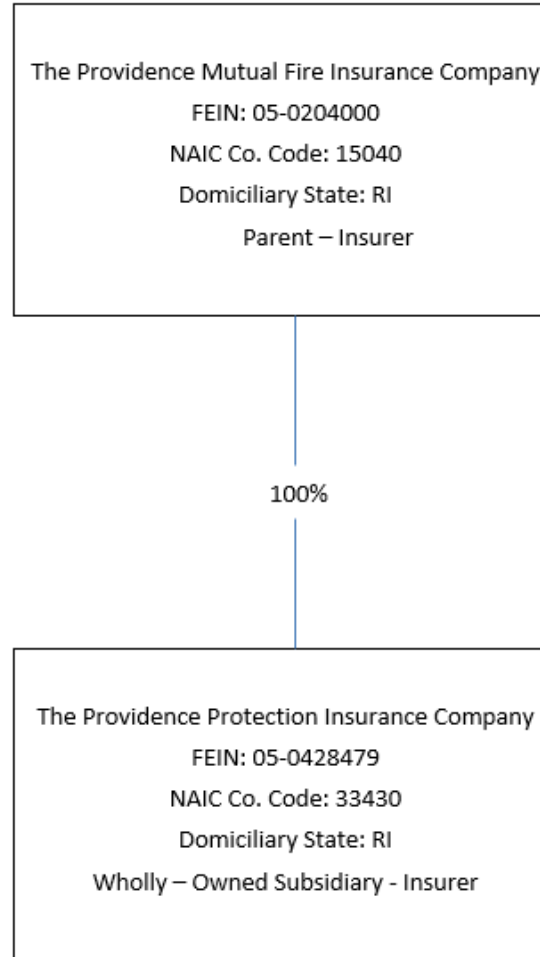 The Providence Mutual Fire Insurance Company
FEIN: 05-0204000
NAIC Co. Code: 15040
Domiciliary State: RI
Parent – Insurer
100%
The Providence Protection Insurance Company
FEIN: 05-0428479
NAIC Co. Code: 33430
Domiciliary State: RI
Wholly – Owned Subsidiary - Insurer